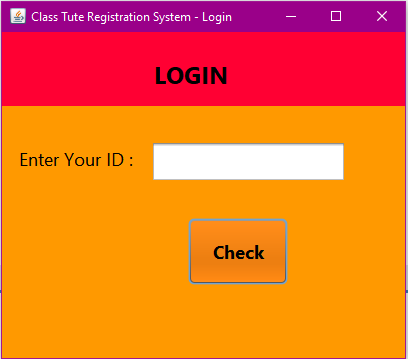 Class Tute Registration System - Login
LOGIN
Enter Your ID :
Check